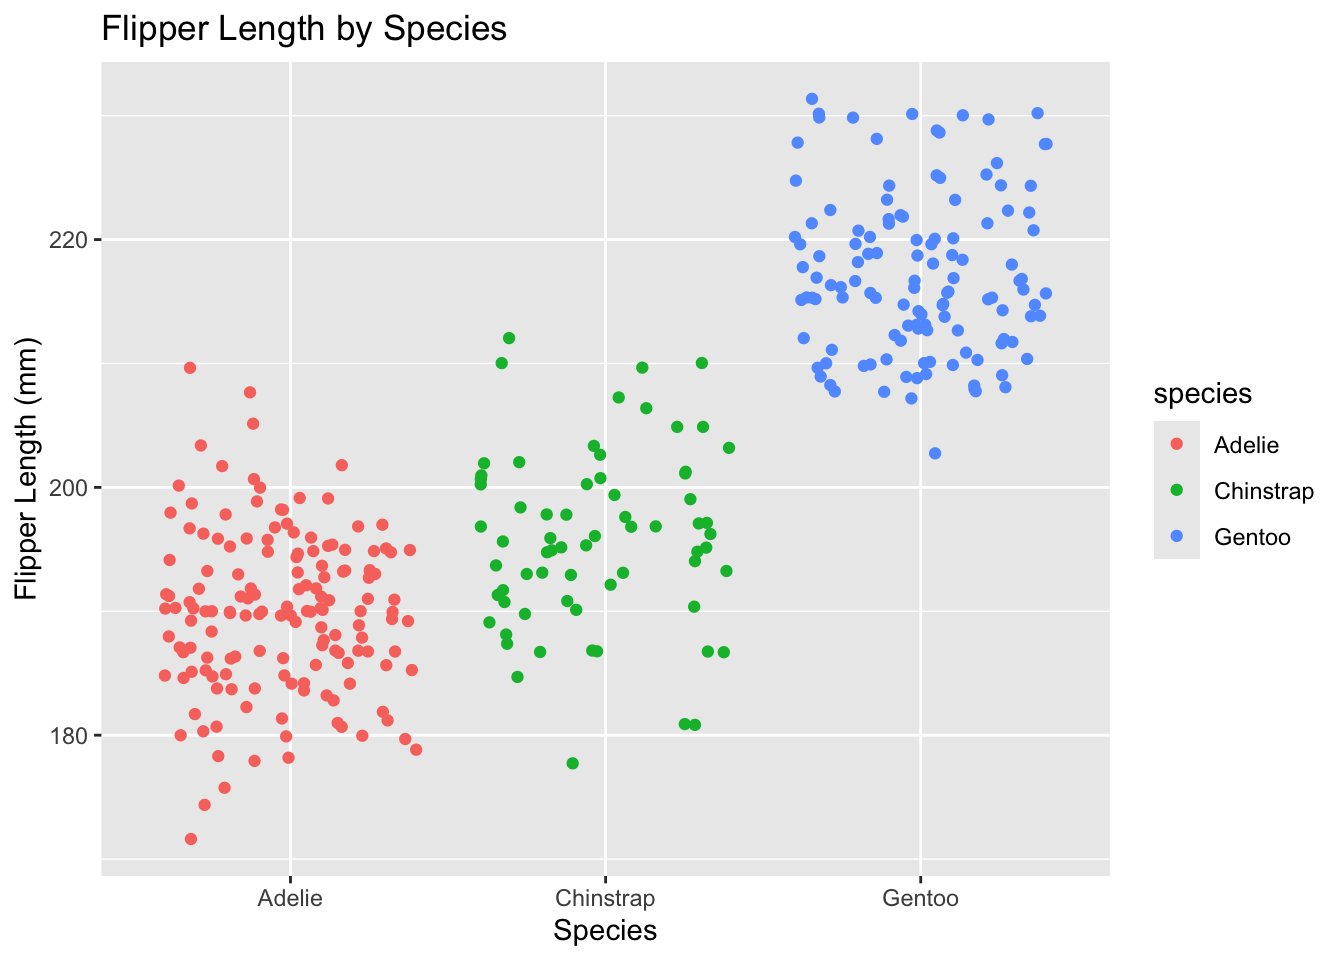 Flipper Length by Species
Flipper Length (mm)
220
200
180
Adelie
Chinstrap
Gentoo
Species
species
Adelie
Chinstrap
Gentoo